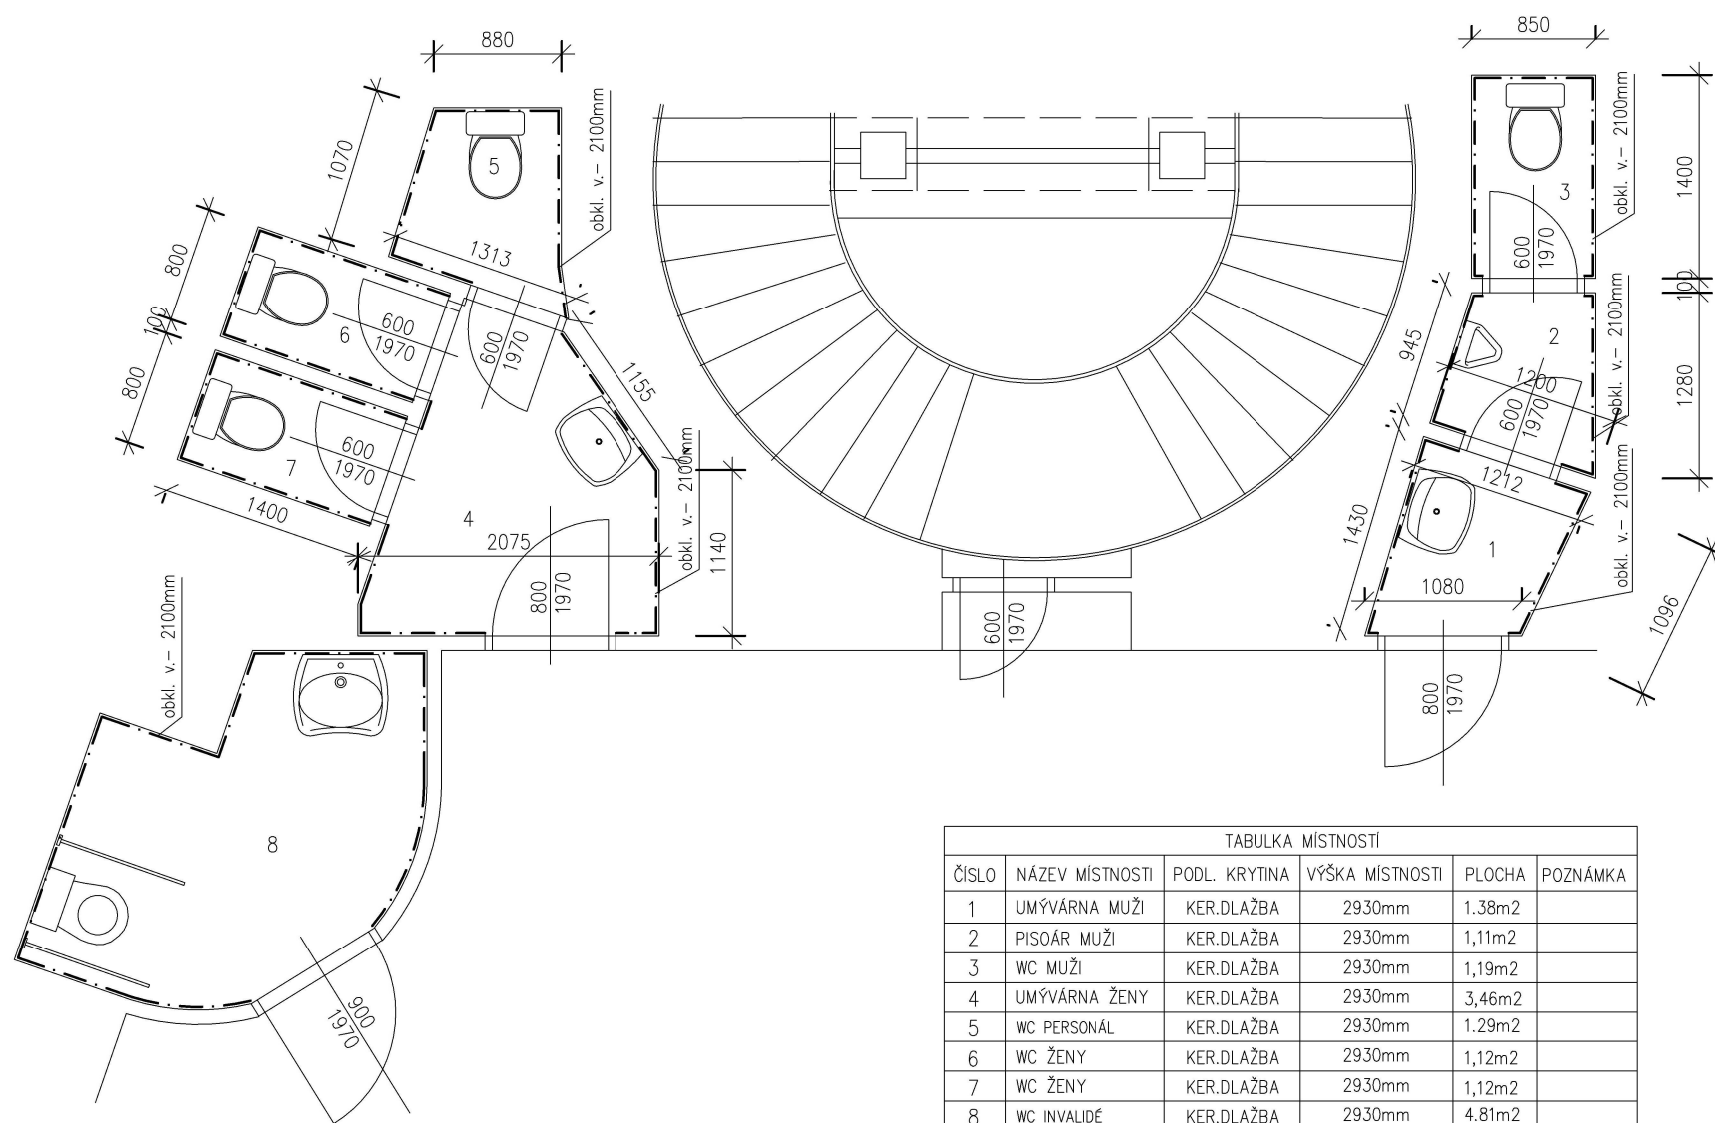 880
850
obkl. v.– 2100mm
1070
5
1313
800
100
800
6
600
1970
600
1970
7
600
1970
1400
1155
4
2075
obkl. v.– 2100mm
1140
800
1970
obkl. v.– 2100mm
8
900
1970
600
1970
obkl. v.– 2100mm
1400
3
600
1970
100
2
945
1200
obkl. v.– 2100mm
1280
600
1970
1212
1430
1
1080
obkl. v.– 2100mm
1096
800
1970
TABULKA MÍSTNOSTÍ
ČÍSLO NÁZEV MÍSTNOSTI PODL. KRYTINA VÝŠKA MÍSTNOSTI PLOCHA POZNÁMKA
1 UMÝVÁRNA MUŽI KER.DLAŽBA 2930mm 1.38m2
2 PISOÁR MUŽI KER.DLAŽBA 2930mm 1,11m2
3 WC MUŽI KER.DLAŽBA 2930mm 1,19m2
4 UMÝVÁRNA ŽENY KER.DLAŽBA 2930mm 3,46m2
5 WC PERSONÁL KER.DLAŽBA 2930mm 1.29m2
6 WC ŽENY KER.DLAŽBA 2930mm 1,12m2
7 WC ŽENY KER.DLAŽBA 2930mm 1,12m2
8 WC INVALIDÉ KER.DLAŽBA 2930mm 4.81m2